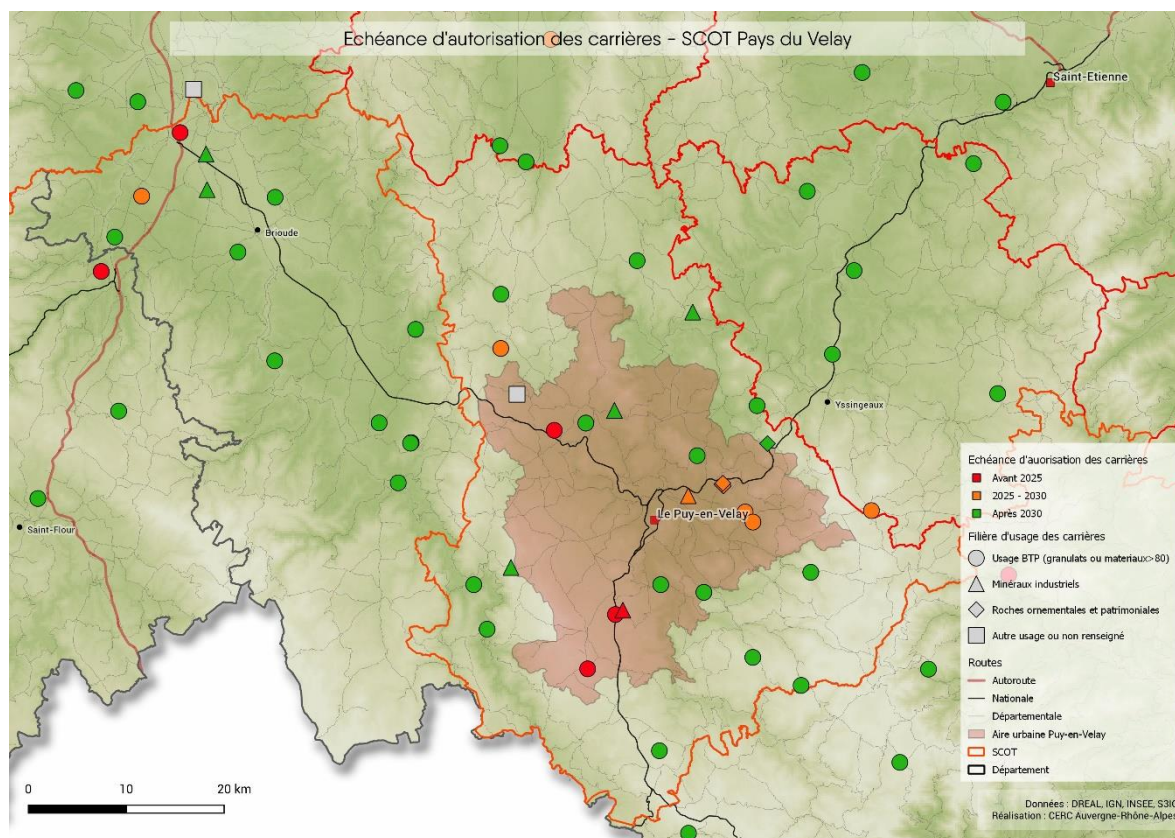 Echéance d'autorisation des carrières - SCOT Pays du Velay
Saint-Etienne
Brioude
Yssingeaux
Saint-Flour
Le Puy-en-Velay
Echéance d'auorisation des carrières
Avant 2025
2025 - 2030
Après 2030
Filière d'usage des carrières
Usage BTP (granulats ou materiaux>80)
Minéraux industriels
Roches ornementales et patrimoniales
Autre usage ou non renseigné
Routes
Autoroute
Nationale
Départementale
Aire urbaine Puy-en-Velay
SCOT
Département
0 10 20 km
Données : DREAL, IGN, INSEE, S3IC
Réalisation : CERC Auvergne-Rhône-Alp